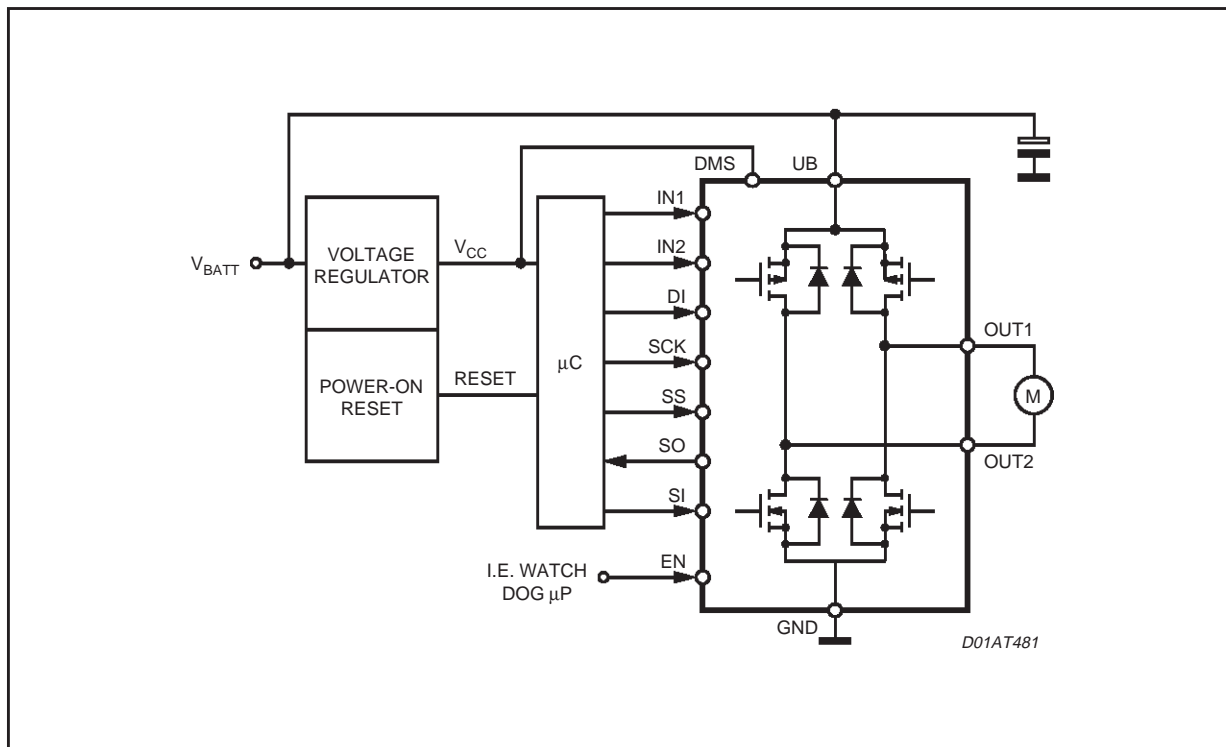 DMS
UB
IN1
V_BATT
VOLTAGE
REGULATOR
V_CC
IN2
DI
OUT1
SCK
POWER-ON
RESET
RESET
μC
SS
M
SO
OUT2
SI
I.E. WATCH
DOG μP
EN
GND
D01AT481